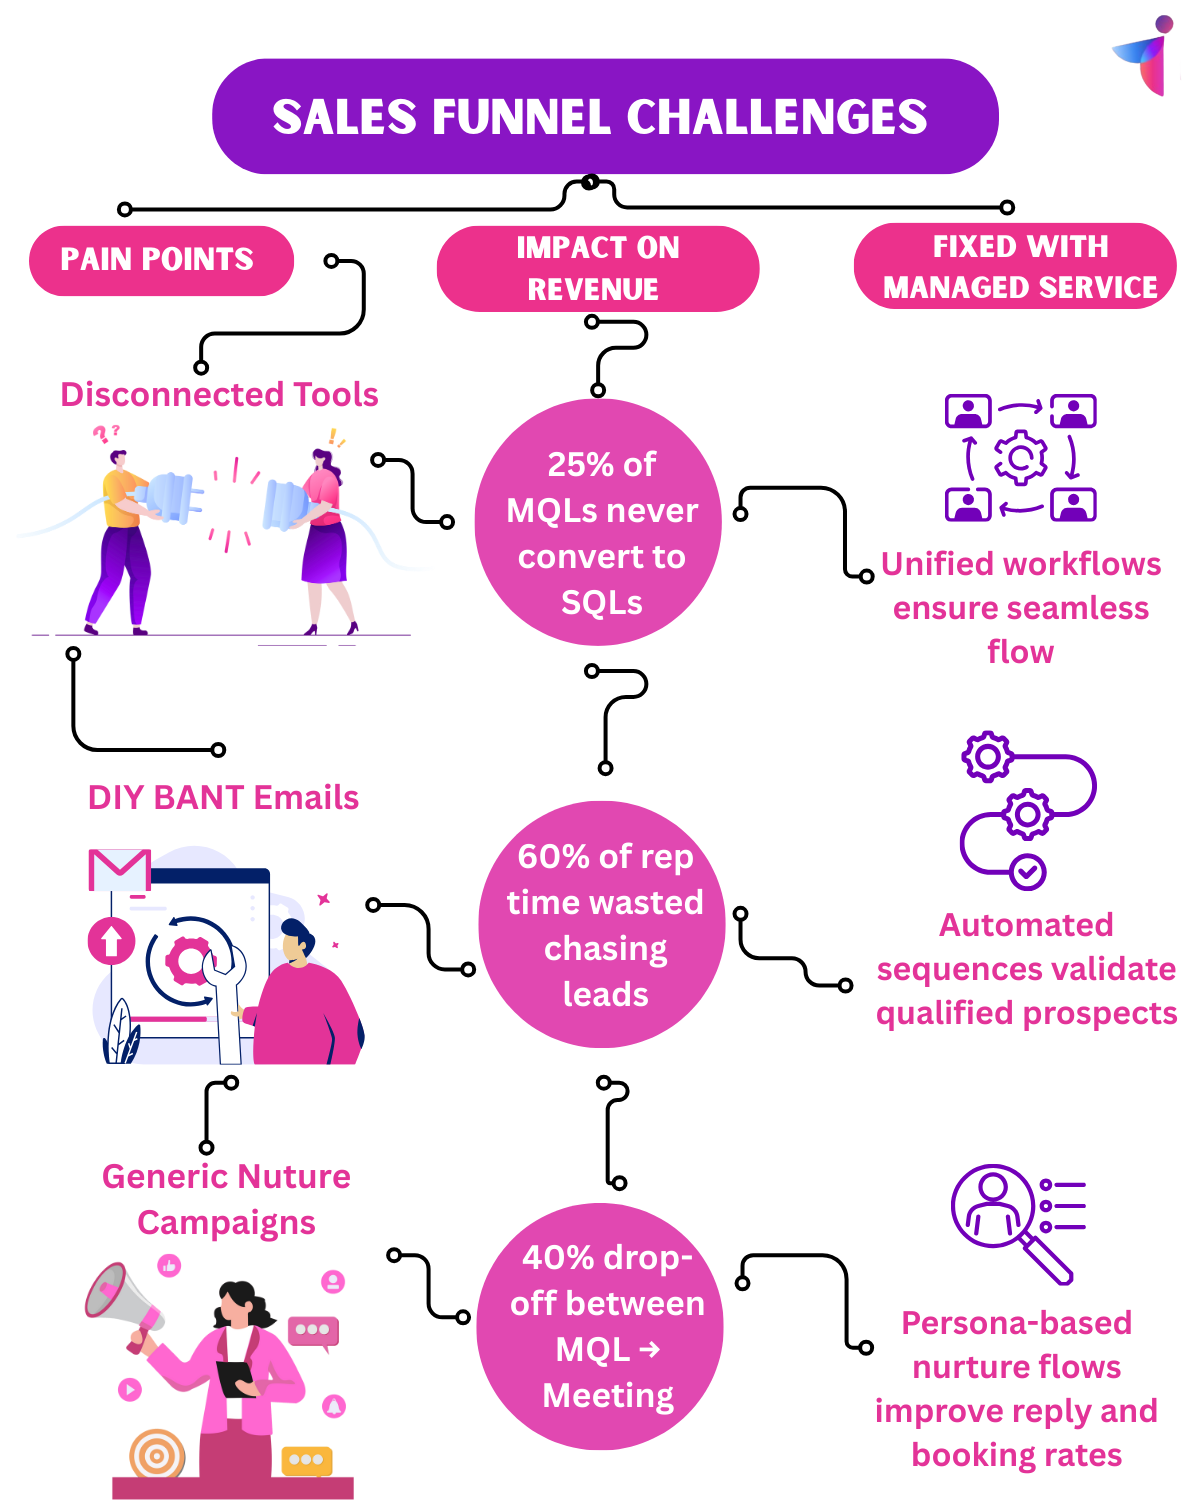 SALES FUNNEL CHALLENGES
PAIN POINTS
IMPACT ON
REVENUE
FIXED WITH
MANAGED SERVICE
Disconnected Tools
??
!!
25% of
MQLs never
convert to
SQLs
Unified workflows
ensure seamless
flow
DIY BANT Emails
60% of rep
time wasted
chasing
leads
Automated
sequences validate
qualified prospects
Generic Nuture
Campaigns
40% drop-
off between
MQL →
Meeting
Persona-based
nurture flows
improve reply and
booking rates